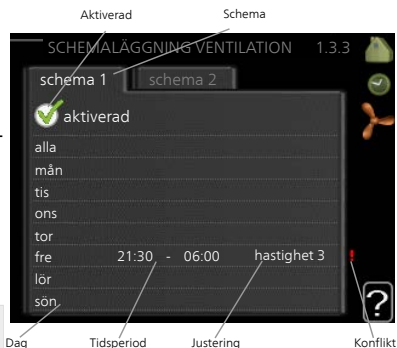 Aktiverad
Schema
SCHEMALÄGGNING VENTILATION 1.3.3
schema 1 schema 2
aktiverad
alla
mån
tis
ons
tor
fre 21:30 - 06:00 hastighet 3 !
lör
sön
?
Dag Tidsperiod Justering Konflikt